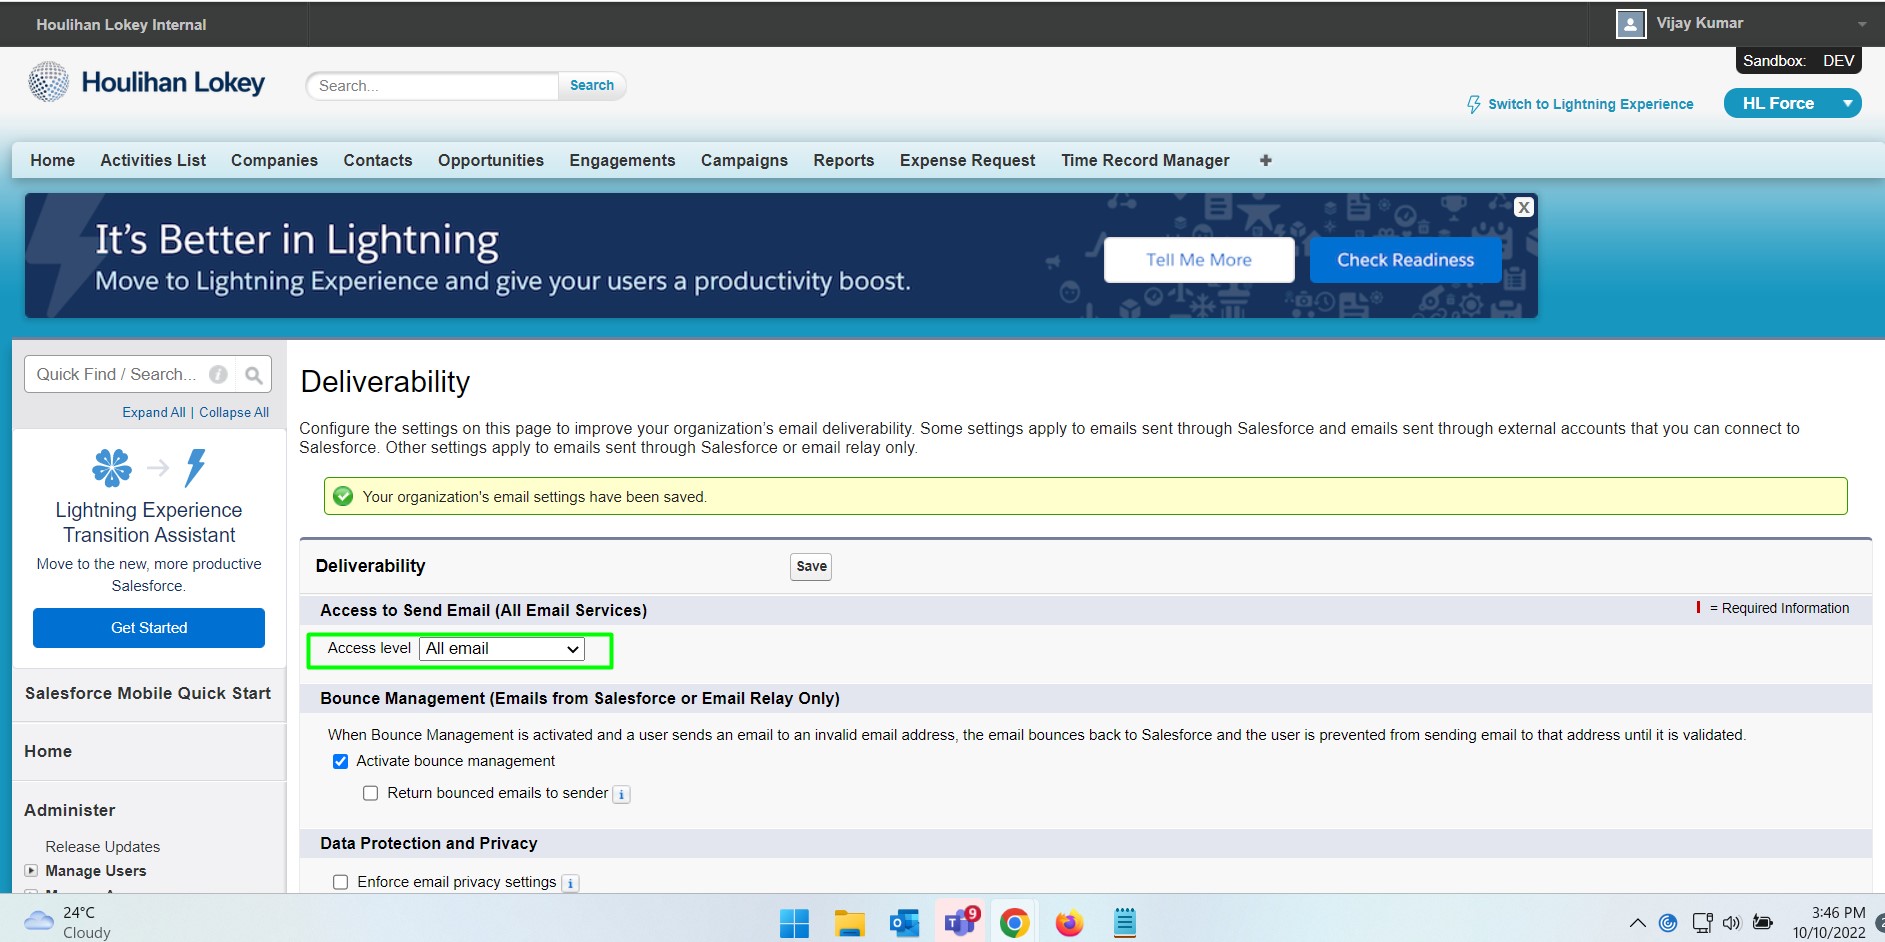 Houlihan Lokey Internal
Vijay Kumar
Sandbox: DEV
Houlihan Lokey
Search...
Search
Switch to Lightning Experience
HL Force
Home Activities List Companies Contacts Opportunities Engagements Campaigns Reports Expense Request Time Record Manager +
It's Better in Lightning
Move to Lightning Experience and give your users a productivity boost.
Tell Me More
Check Readiness
X
Quick Find / Search...
Expand All | Collapse All
Lightning Experience
Transition Assistant
Move to the new, more productive
Salesforce.
Get Started
Salesforce Mobile Quick Start
Home
Administer
Release Updates
Manage Users
Deliverability
Configure the settings on this page to improve your organization's email deliverability. Some settings apply to emails sent through Salesforce and emails sent through external accounts that you can connect to
Salesforce. Other settings apply to emails sent through Salesforce or email relay only.
Your organization's email settings have been saved.
Deliverability
Save
Access to Send Email (All Email Services)
= Required Information
Access level All email
Bounce Management (Emails from Salesforce or Email Relay Only)
When Bounce Management is activated and a user sends an email to an invalid email address, the email bounces back to Salesforce and the user is prevented from sending email to that address until it is validated.
Activate bounce management
Return bounced emails to sender i
Data Protection and Privacy
Enforce email privacy settings i
24°C
Cloudy
9
3:46 PM
10/10/2022